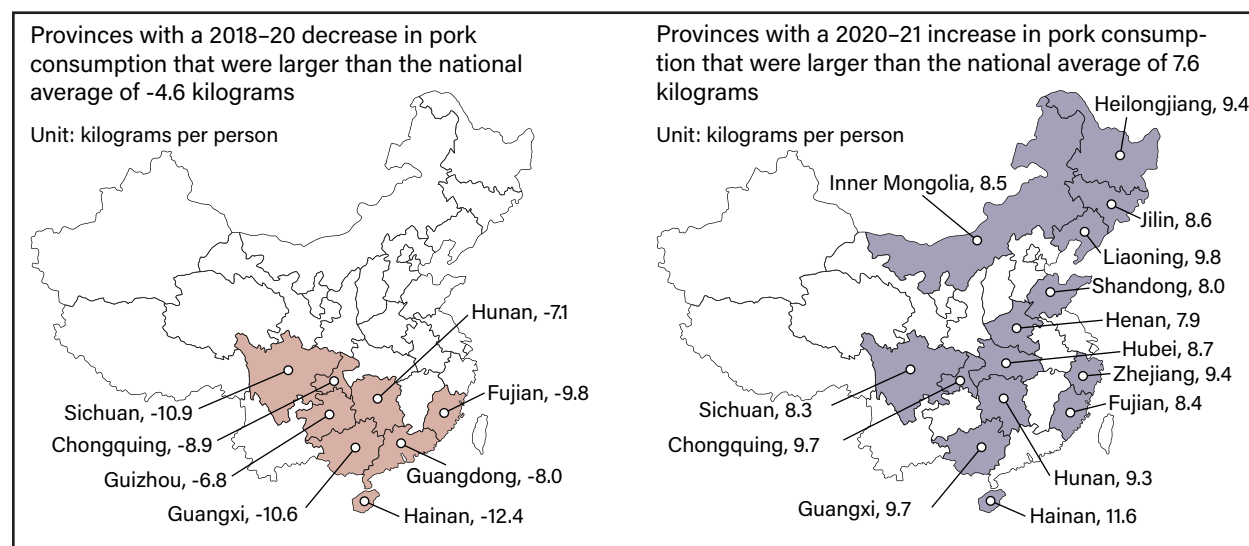 Provinces with a 2018–20 decrease in pork
consumption that were larger than the national
average of -4.6 kilograms
Unit: kilograms per person
Hunan, -7.1
Fujian, -9.8
Sichuan, -10.9
Chongquing, -8.9
Guizhou, -6.8
Guangdong, -8.0
Guangxi, -10.6
Hainan, -12.4
Provinces with a 2020–21 increase in pork consump-
tion that were larger than the national average of 7.6
kilograms
Unit: kilograms per person
Heilongjiang, 9.4
Inner Mongolia, 8.5
Jilin, 8.6
Liaoning, 9.8
Shandong, 8.0
Henan, 7.9
Hubei, 8.7
Zhejiang, 9.4
Fujian, 8.4
Sichuan, 8.3
Chongquing, 9.7
Hunan, 9.3
Guangxi, 9.7
Hainan, 11.6